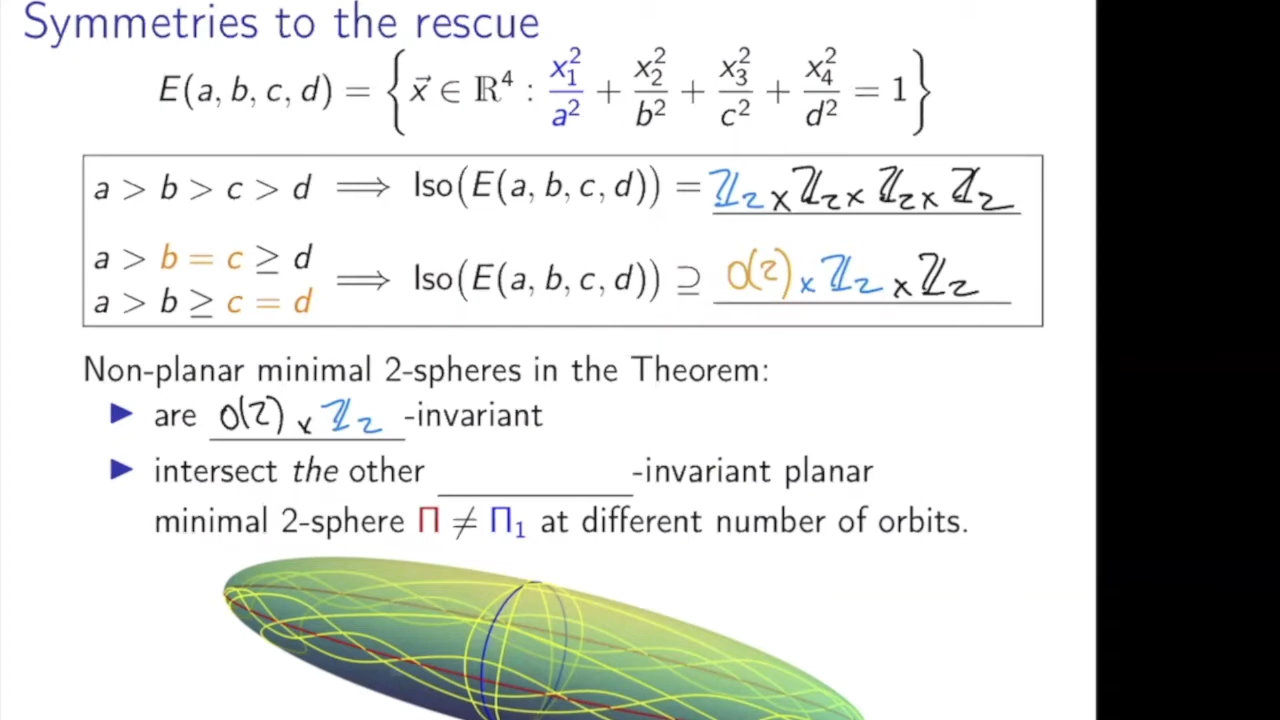 Symmetries to the rescue
E(a, b, c, d) = { x⃗ ∈ ℝ⁴ : x₁²/a² + x₂²/b² + x₃²/c² + x₄²/d² = 1 }
a > b > c > d ⟹ Iso(E(a, b, c, d)) = ℤ₂ × ℤ₂ × ℤ₂ × ℤ₂
a > b = c ≥ d
a > b ≥ c = d ⟹ Iso(E(a, b, c, d)) ⊇ O(2) × ℤ₂ × ℤ₂
Non-planar minimal 2-spheres in the Theorem:
▶ are O(2) × ℤ₂ -invariant
▶ intersect the other ________ -invariant planar
minimal 2-sphere Π ≠ Π₁ at different number of orbits.